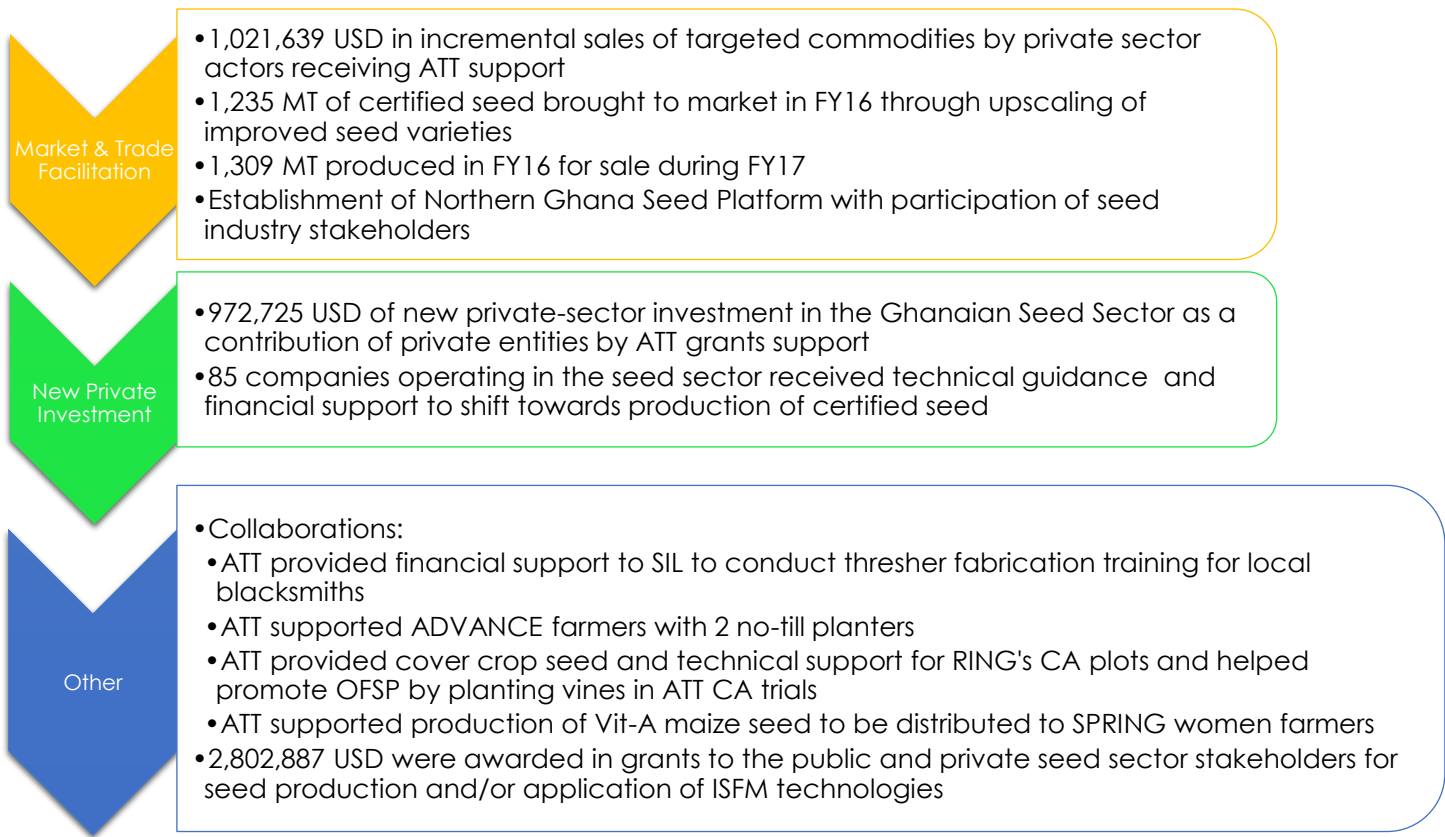 Market & Trade
Facilitation
•1,021,639 USD in incremental sales of targeted commodities by private sector
actors receiving ATT support
•1,235 MT of certified seed brought to market in FY16 through upscaling of
improved seed varieties
•1,309 MT produced in FY16 for sale during FY17
•Establishment of Northern Ghana Seed Platform with participation of seed
industry stakeholders
New Private
Investment
•972,725 USD of new private-sector investment in the Ghanaian Seed Sector as a
contribution of private entities by ATT grants support
•85 companies operating in the seed sector received technical guidance and
financial support to shift towards production of certified seed
Other
•Collaborations:
•ATT provided financial support to SIL to conduct thresher fabrication training for local
blacksmiths
•ATT supported ADVANCE farmers with 2 no-till planters
•ATT provided cover crop seed and technical support for RING's CA plots and helped
promote OFSP by planting vines in ATT CA trials
•ATT supported production of Vit-A maize seed to be distributed to SPRING women farmers
•2,802,887 USD were awarded in grants to the public and private seed sector stakeholders for
seed production and/or application of ISFM technologies